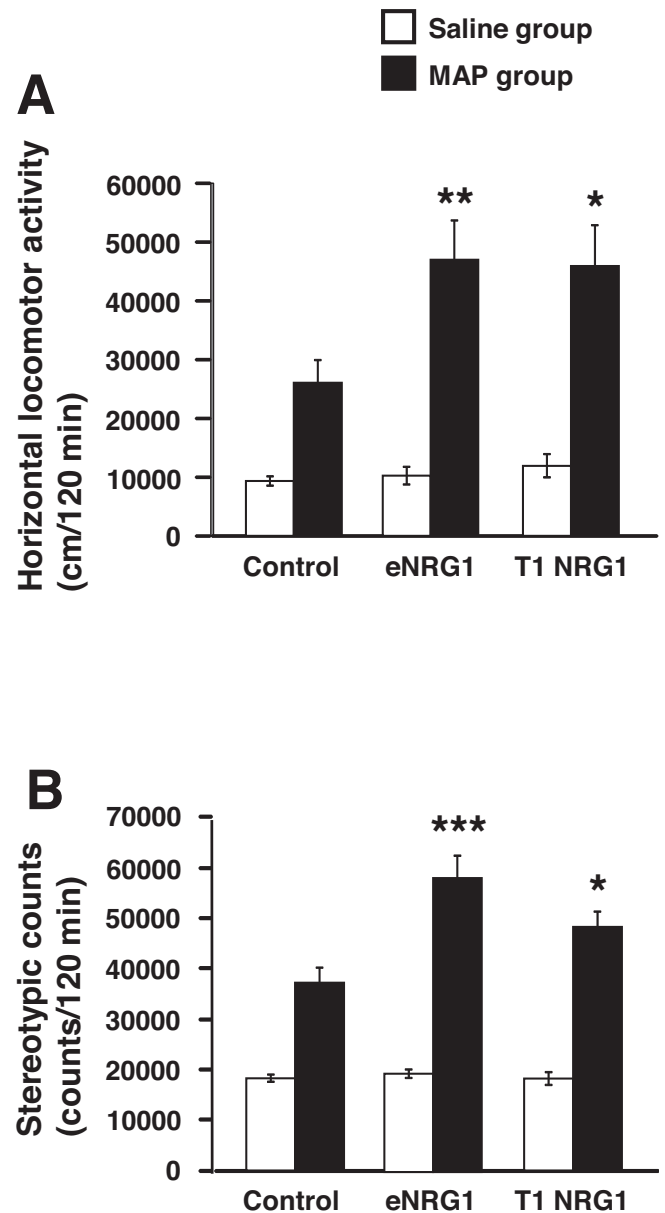 Saline group
MAP group
A
Horizontal locomotor activity
(cm/120 min)
60000
50000
40000
30000
20000
10000
0
**
*
Control eNRG1 T1 NRG1
B
Stereotypic counts
(counts/120 min)
70000
60000
50000
40000
30000
20000
10000
0
***
*
Control eNRG1 T1 NRG1